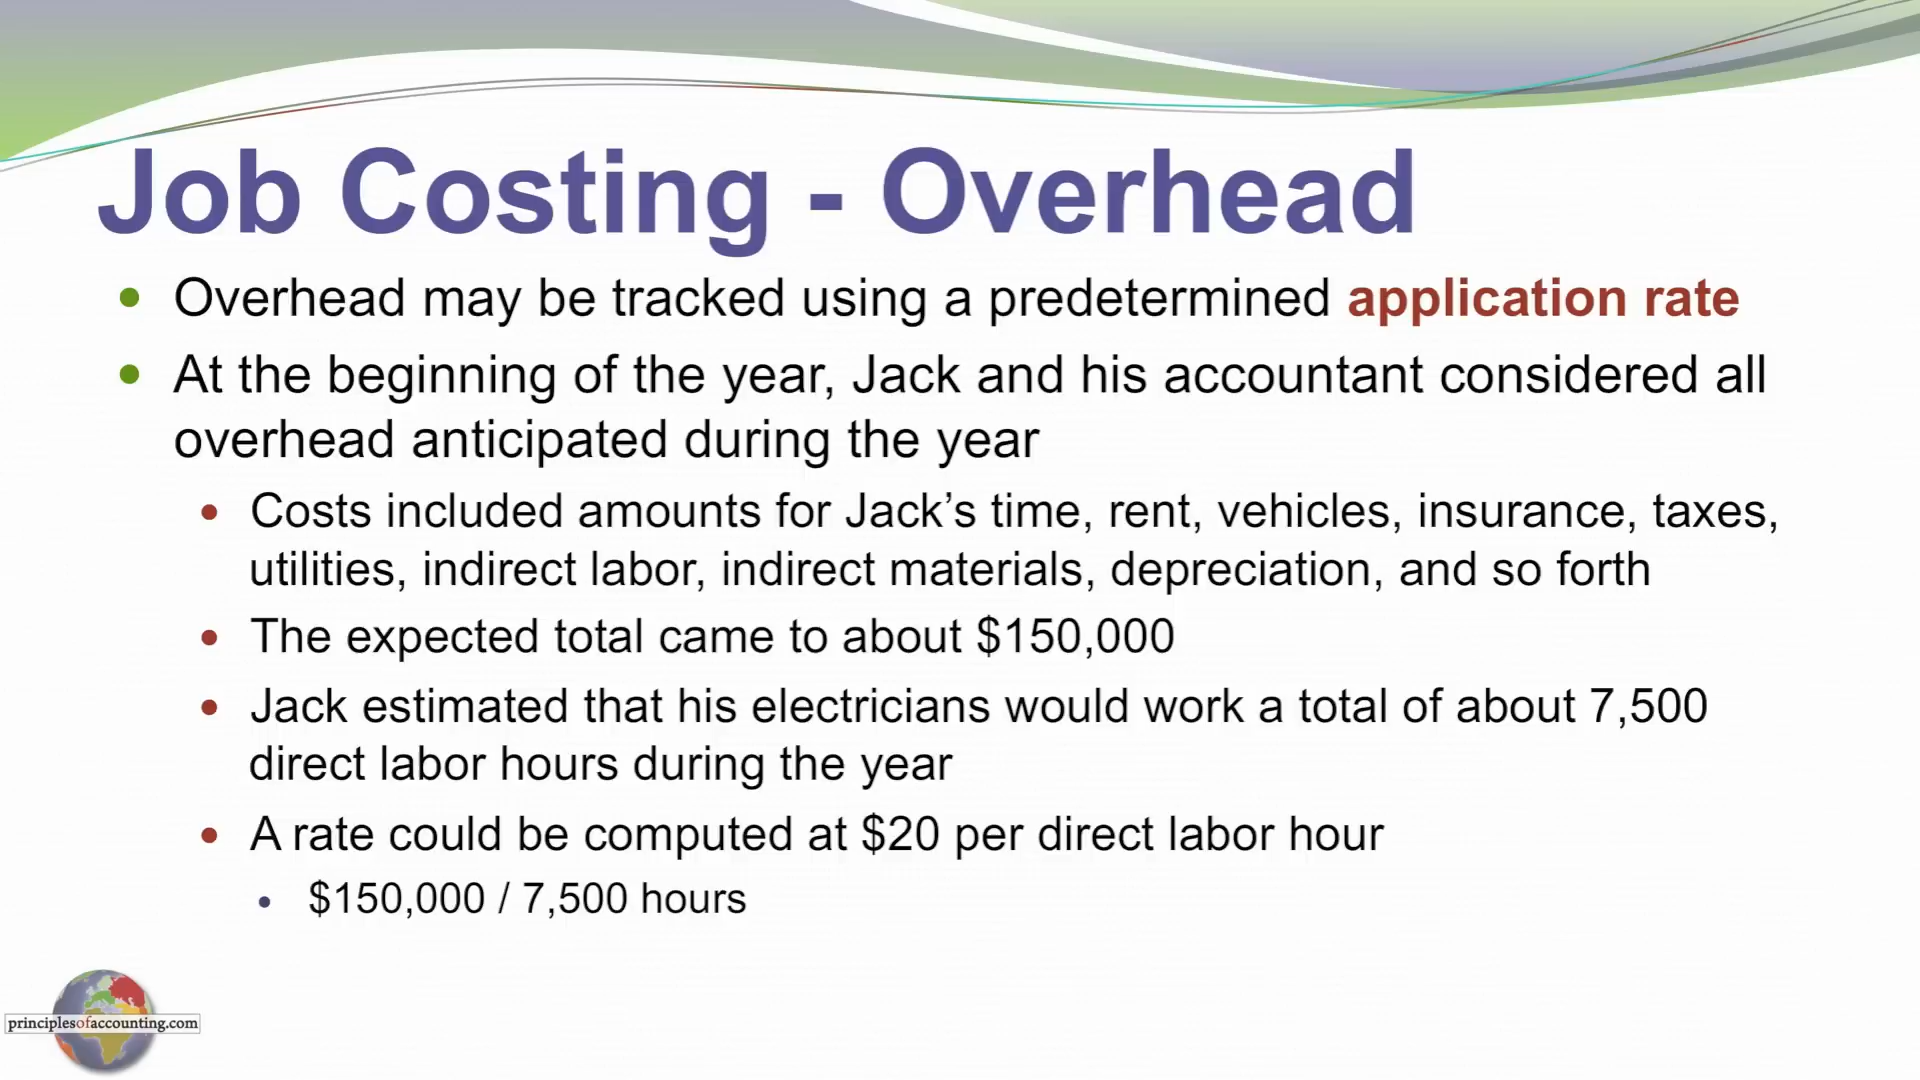 Job Costing - Overhead
Overhead may be tracked using a predetermined application rate
At the beginning of the year, Jack and his accountant considered all
overhead anticipated during the year
Costs included amounts for Jack’s time, rent, vehicles, insurance, taxes,
utilities, indirect labor, indirect materials, depreciation, and so forth
The expected total came to about $150,000
Jack estimated that his electricians would work a total of about 7,500
direct labor hours during the year
A rate could be computed at $20 per direct labor hour
$150,000 / 7,500 hours
principlesofaccounting.com